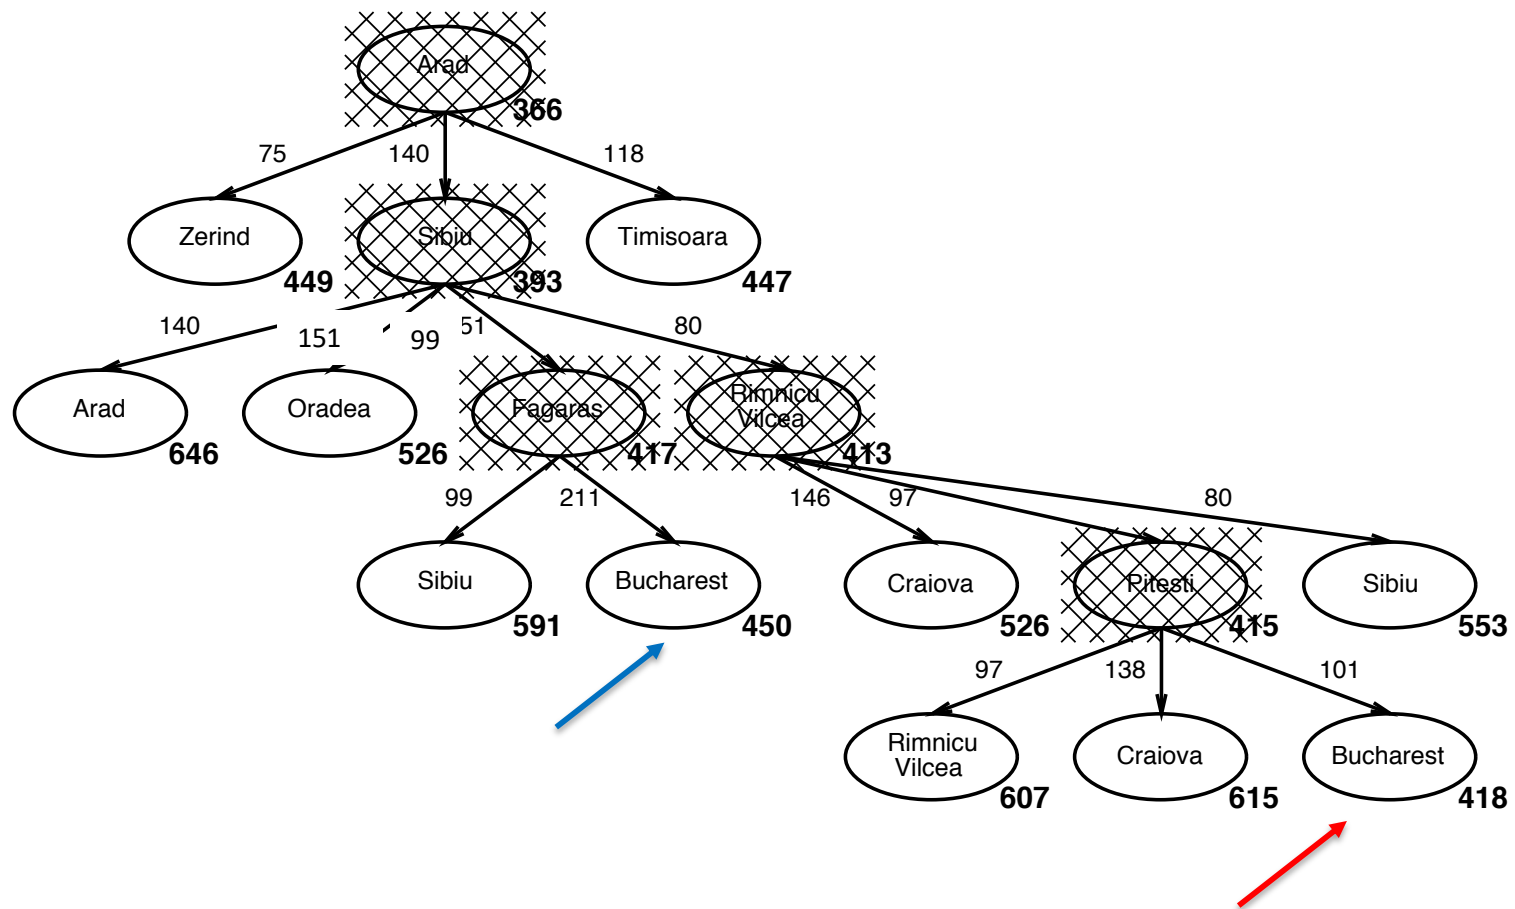 Arad
366
75
140
118
Zerind
449
Sibiu
393
Timisoara
447
140
151
99
51
80
Arad
646
Oradea
526
Fagaras
417
Rimnicu
Vilcea
413
99
211
146
97
80
Sibiu
591
Bucharest
450
Craiova
526
Pitesti
415
Sibiu
553
97
138
101
Rimnicu
Vilcea
607
Craiova
615
Bucharest
418